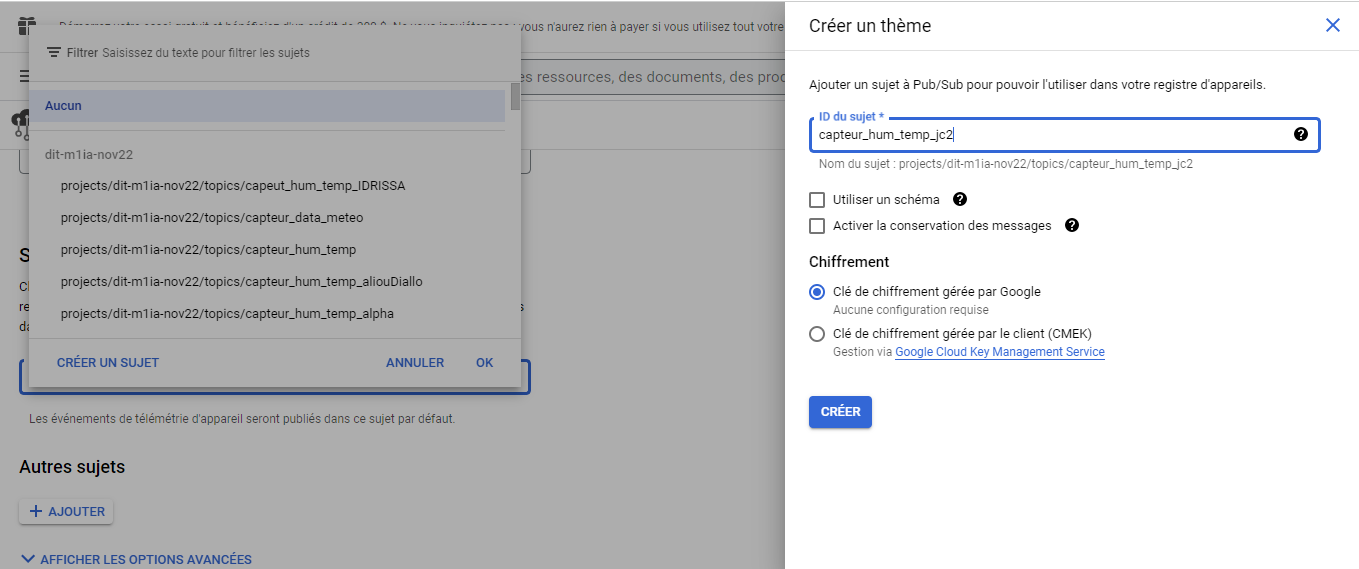 Démarrez votre essai gratuit et bénéficiez d'un crédit de 300 $. Ne vous inquiétez pas, vous n'aurez rien à payer si vous utilisez tout votre
Filtrer Saisissez du texte pour filtrer les sujets
es ressources, des documents, des prod
Aucun
dit-m1ia-nov22
projects/dit-m1ia-nov22/topics/caput_hum_temp_IDRISSA
projects/dit-m1ia-nov22/topics/capteur_data_meteo
projects/dit-m1ia-nov22/topics/capteur_hum_temp
projects/dit-m1ia-nov22/topics/capteur_hum_temp_aliouDiallo
projects/dit-m1ia-nov22/topics/capteur_hum_temp_alpha
S
Cl
re
s
da
CRÉER UN SUJET
ANNULER
OK
Les événements de télémétrie d'appareil seront publiés dans ce sujet par défaut.
Autres sujets
+ AJOUTER
AFFICHER LES OPTIONS AVANCÉES
Créer un thème
Ajouter un sujet à Pub/Sub pour pouvoir l'utiliser dans votre registre d'appareils.
ID du sujet *
capteur_hum_temp_jc2
Nom du sujet : projects/dit-m1ia-nov22/topics/capteur_hum_temp_jc2
Utiliser un schéma
Activer la conservation des messages
Chiffrement
Clé de chiffrement gérée par Google
Aucune configuration requise
Clé de chiffrement gérée par le client (CMEK)
Gestion via Google Cloud Key Management Service
CRÉER